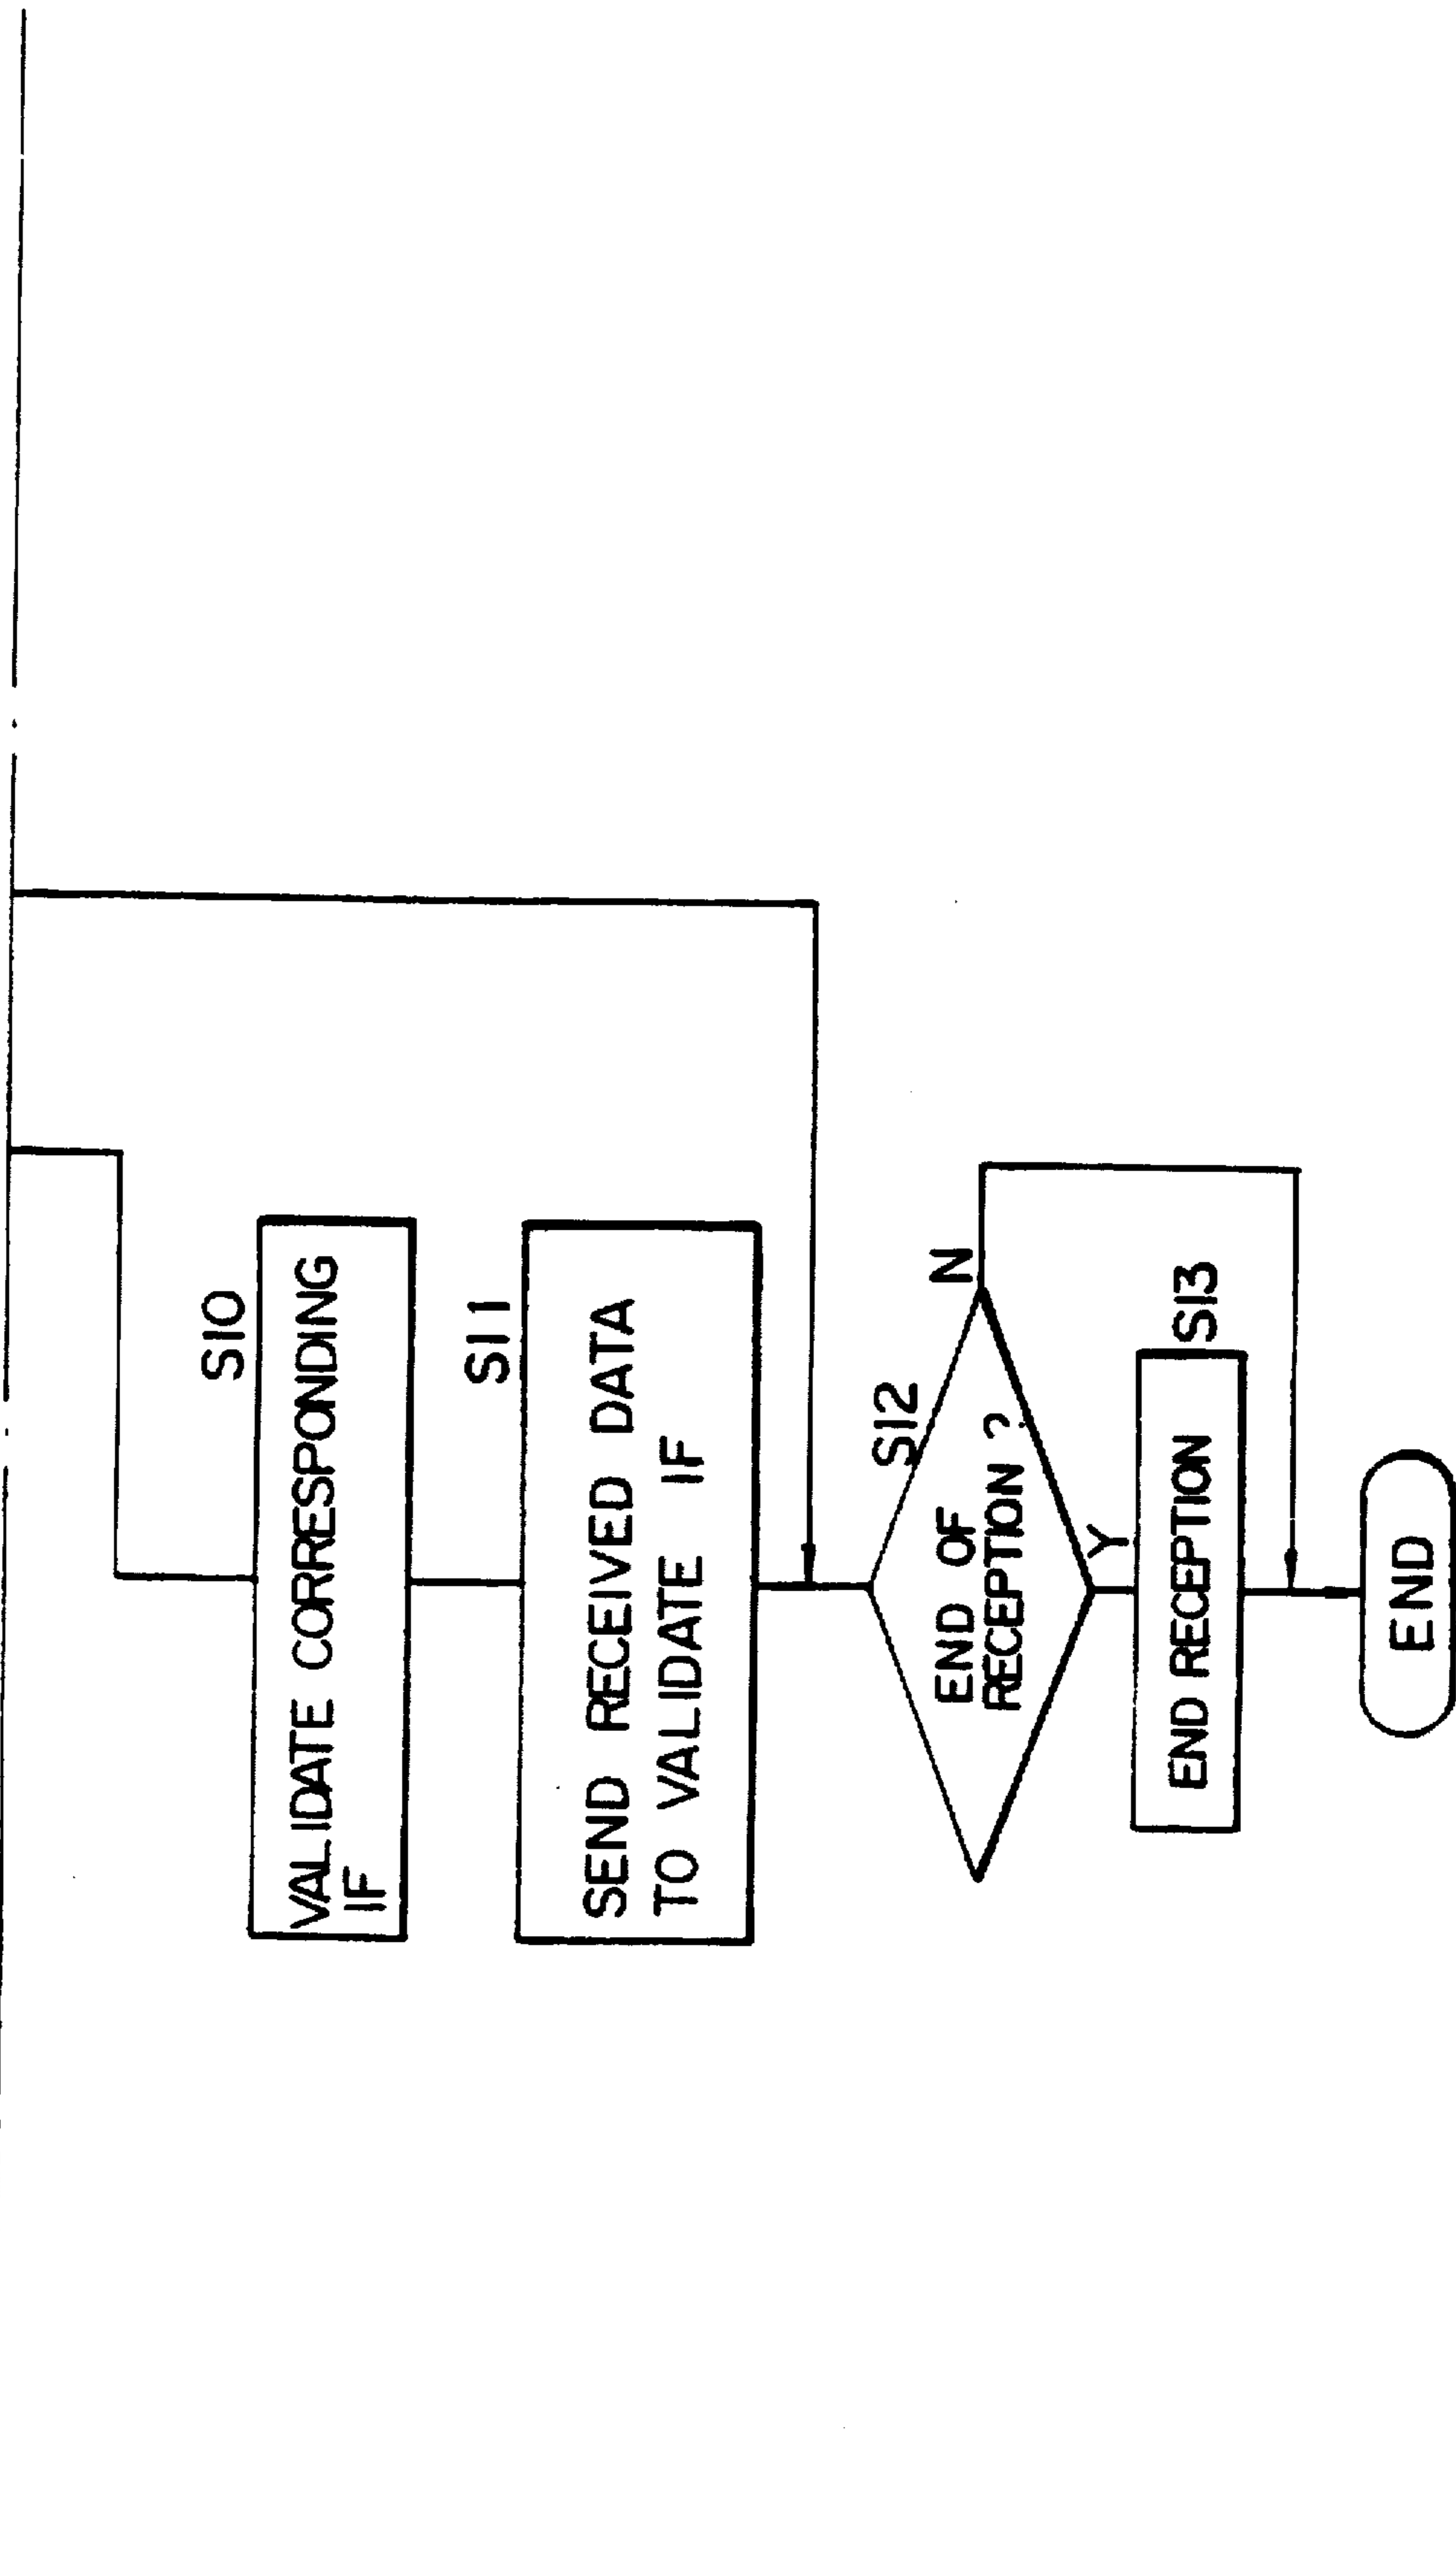 S10
VALIDATE CORRESPONDING
IF
S11
SEND RECEIVED DATA
TO VALIDATE IF
S12
N
END OF
RECEPTION ?
Y
S13
END RECEPTION
END